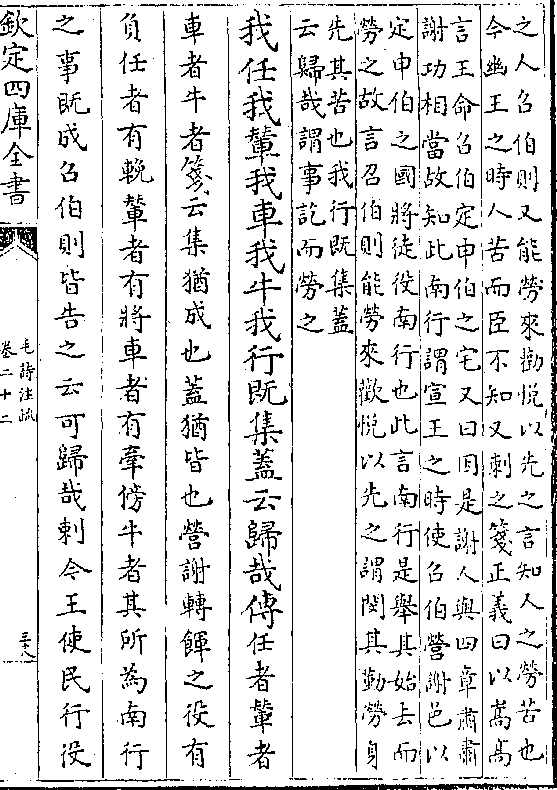 之人召伯則又能勞來勸悅以先之言知人之勞苦也
今幽王之時人苦而臣不知又刺之箋正義曰以嵩高
言王命召伯定申伯之宅又曰因是謝人與四章肅肅
謝功相當故知此南行謂宣王之時使召伯營謝邑以
定申伯之國將徒役南行也此言南行是舉其始去而
勞之故言召伯則能勞來歡悅以先之謂閔其勤勞身
先其苦也我行既集蓋
云歸哉謂事訖而勞之
我任我輦我車我牛我行既集蓋云歸哉傳任者輦者
車者牛者箋云集猶成也蓋猶皆也營謝轉餫之役有
負任者有輓輦者有將車者有牽傍牛者其所為南行
之事既成召伯則皆告之云可歸哉刺今王使民行役
欽定四庫全書
毛詩注疏
卷二十二
三十八